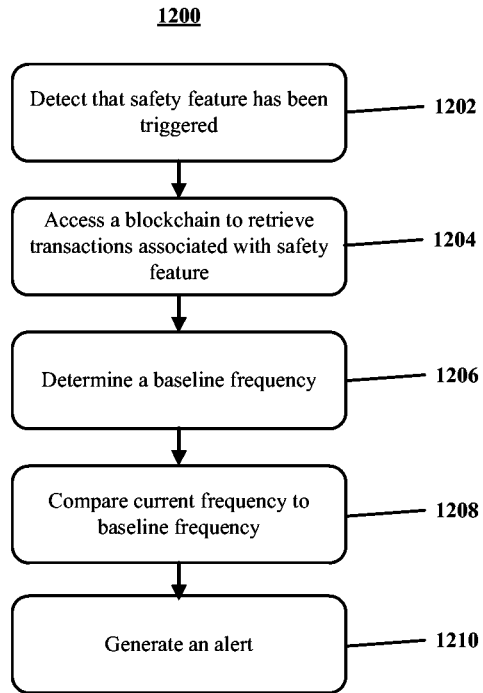 1200
Detect that safety feature has been
triggered
1202
Access a blockchain to retrieve
transactions associated with safety
feature
1204
Determine a baseline frequency
1206
Compare current frequency to
baseline frequency
1208
Generate an alert
1210